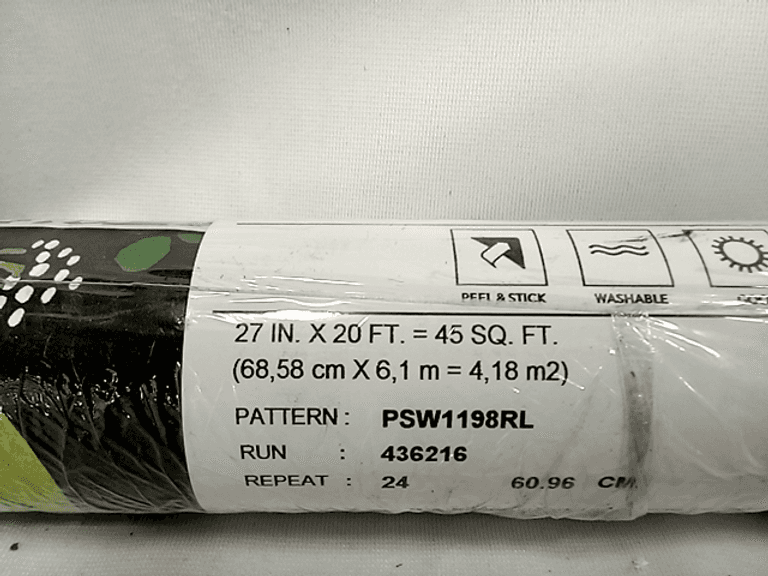 PEEL & STICK WASHABLE
27 IN. X 20 FT. = 45 SQ. FT.
(68,58 cm X 6,1 m = 4,18 m2)
PATTERN : PSW1198RL
RUN : 436216
REPEAT : 24 60.96 CM